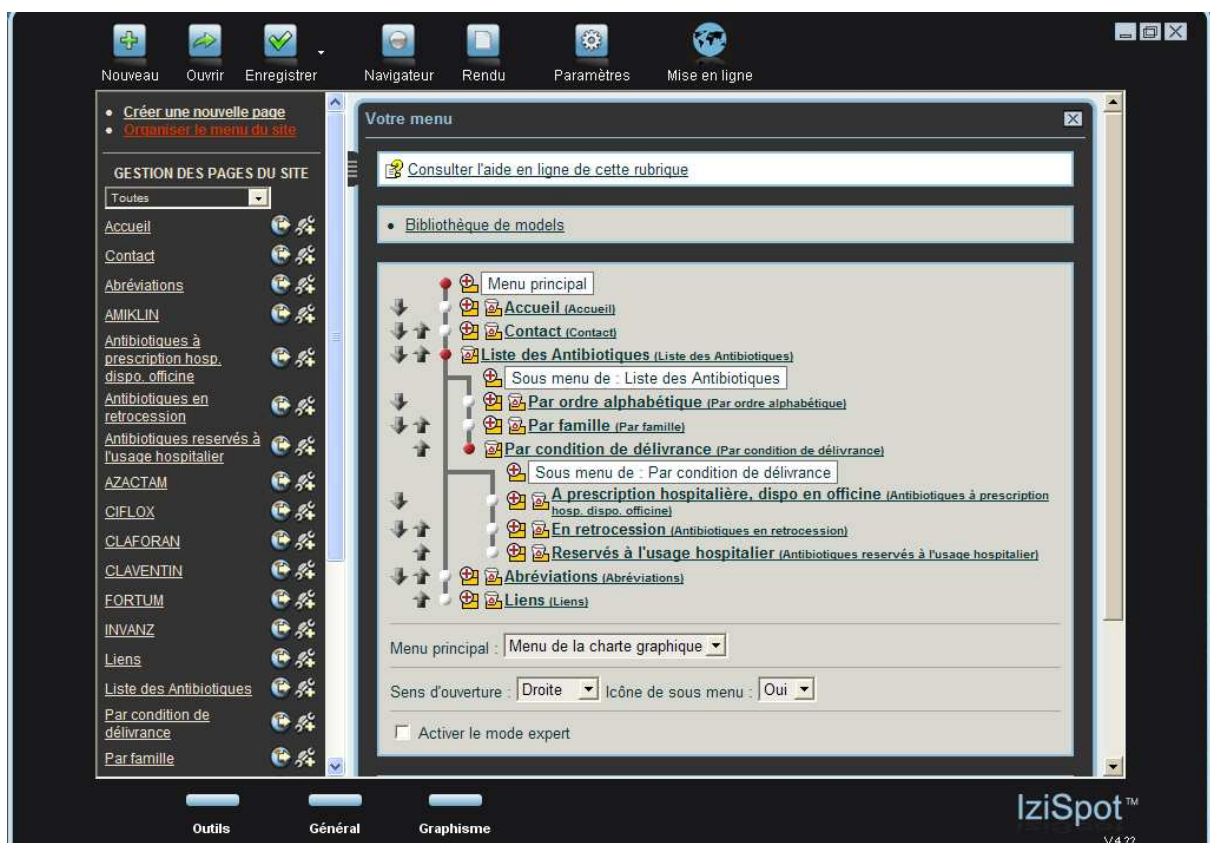 Nouveau Ouvrir Enregistrer Navigateur Rendu Paramètres Mise en ligne
• Créer une nouvelle page
• Organiser le menu du site
GESTION DES PAGES DU SITE
Toutes
Accueil
Contact
Abréviations
AMIKLIN
Antibiotiques à
prescription hosp.
dispo. officine
Antibiotiques en
retrocession
Antibiotiques reservés à
l'usage hospitalier
AZACTAM
CIFLOX
CLAFORAN
CLAVENTIN
FORTUM
INVANZ
Liens
Liste des Antibiotiques
Par condition de
délivrance
Par famille
Votre menu
Consulter l'aide en ligne de cette rubrique
• Bibliothèque de models
Menu principal
Accueil (Accueil)
Contact (Contact)
Liste des Antibiotiques (Liste des Antibiotiques)
Sous menu de : Liste des Antibiotiques
Par ordre alphabétique (Par ordre alphabétique)
Par famille (Par famille)
Par condition de délivrance (Par condition de délivrance)
Sous menu de : Par condition de délivrance
A prescription hospitalière, dispo en officine (Antibiotiques à prescription
hosp. dispo. officine)
En retrocession (Antibiotiques en retrocession)
Reservés à l'usage hospitalier (Antibiotiques reservés à l'usage hospitalier)
Abréviations (Abréviations)
Liens (Liens)
Menu principal : Menu de la charte graphique
Sens d'ouverture : Droite Icône de sous menu : Oui
Activer le mode expert
Outils Général Graphisme
IziSpot™